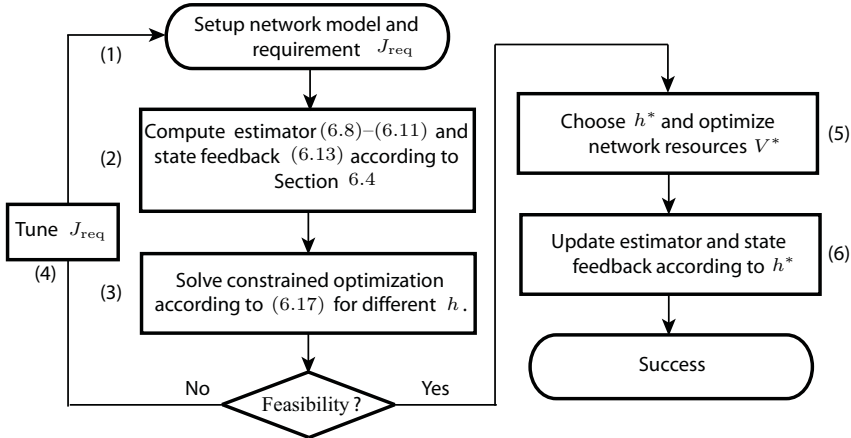 (1)
Setup network model and
requirement J_req
(2)
Compute estimator (6.8)–(6.11) and
state feedback (6.13) according to
Section 6.4
Tune J_req
(4)
(3)
Solve constrained optimization
according to (6.17) for different h.
No
Feasibility?
Yes
Choose h* and optimize
network resources V*
(5)
Update estimator and state
feedback according to h*
(6)
Success